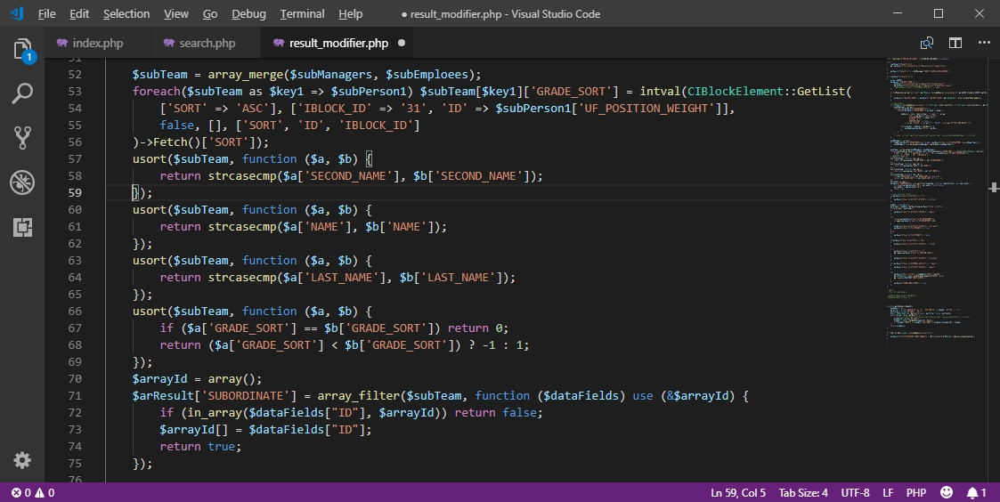 File Edit Selection View Go Debug Terminal Help ● result_modifier.php - Visual Studio Code
index.php search.php result_modifier.php
1
51
52 $subTeam = array_merge($subManagers, $subEmploees);
53 foreach($subTeam as $key1 => $subPerson1) $subTeam[$key1]['GRADE_SORT'] = intval(CIBlockElement::GetList(
54 ['SORT' => 'ASC'], ['IBLOCK_ID' => '31', 'ID' => $subPerson1['UF_POSITION_WEIGHT']],
55 false, [], ['SORT', 'ID', 'IBLOCK_ID']
56 )->Fetch()['SORT']);
57 usort($subTeam, function ($a, $b) {
58 return strcasecmp($a['SECOND_NAME'], $b['SECOND_NAME']);
59 });
60 usort($subTeam, function ($a, $b) {
61 return strcasecmp($a['NAME'], $b['NAME']);
62 });
63 usort($subTeam, function ($a, $b) {
64 return strcasecmp($a['LAST_NAME'], $b['LAST_NAME']);
65 });
66 usort($subTeam, function ($a, $b) {
67 if ($a['GRADE_SORT'] == $b['GRADE_SORT']) return 0;
68 return ($a['GRADE_SORT'] < $b['GRADE_SORT']) ? -1 : 1;
69 });
70 $arrayId = array();
71 $arResult['SUBORDINATE'] = array_filter($subTeam, function ($dataFields) use (&$arrayId) {
72 if (in_array($dataFields["ID"], $arrayId)) return false;
73 $arrayId[] = $dataFields["ID"];
74 return true;
75 });
76
0 0 Ln 59, Col 5 Tab Size: 4 UTF-8 LF PHP 1